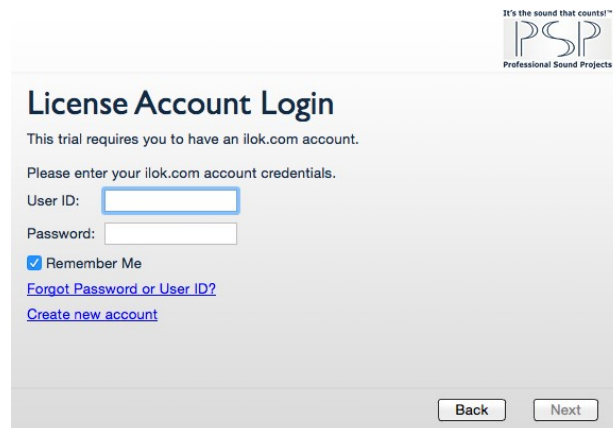 It's the sound that counts!™
PSP
Professional Sound Projects
License Account Login
This trial requires you to have an ilok.com account.
Please enter your ilok.com account credentials.
User ID:
Password:
Remember Me
Forgot Password or User ID?
Create new account
Back Next